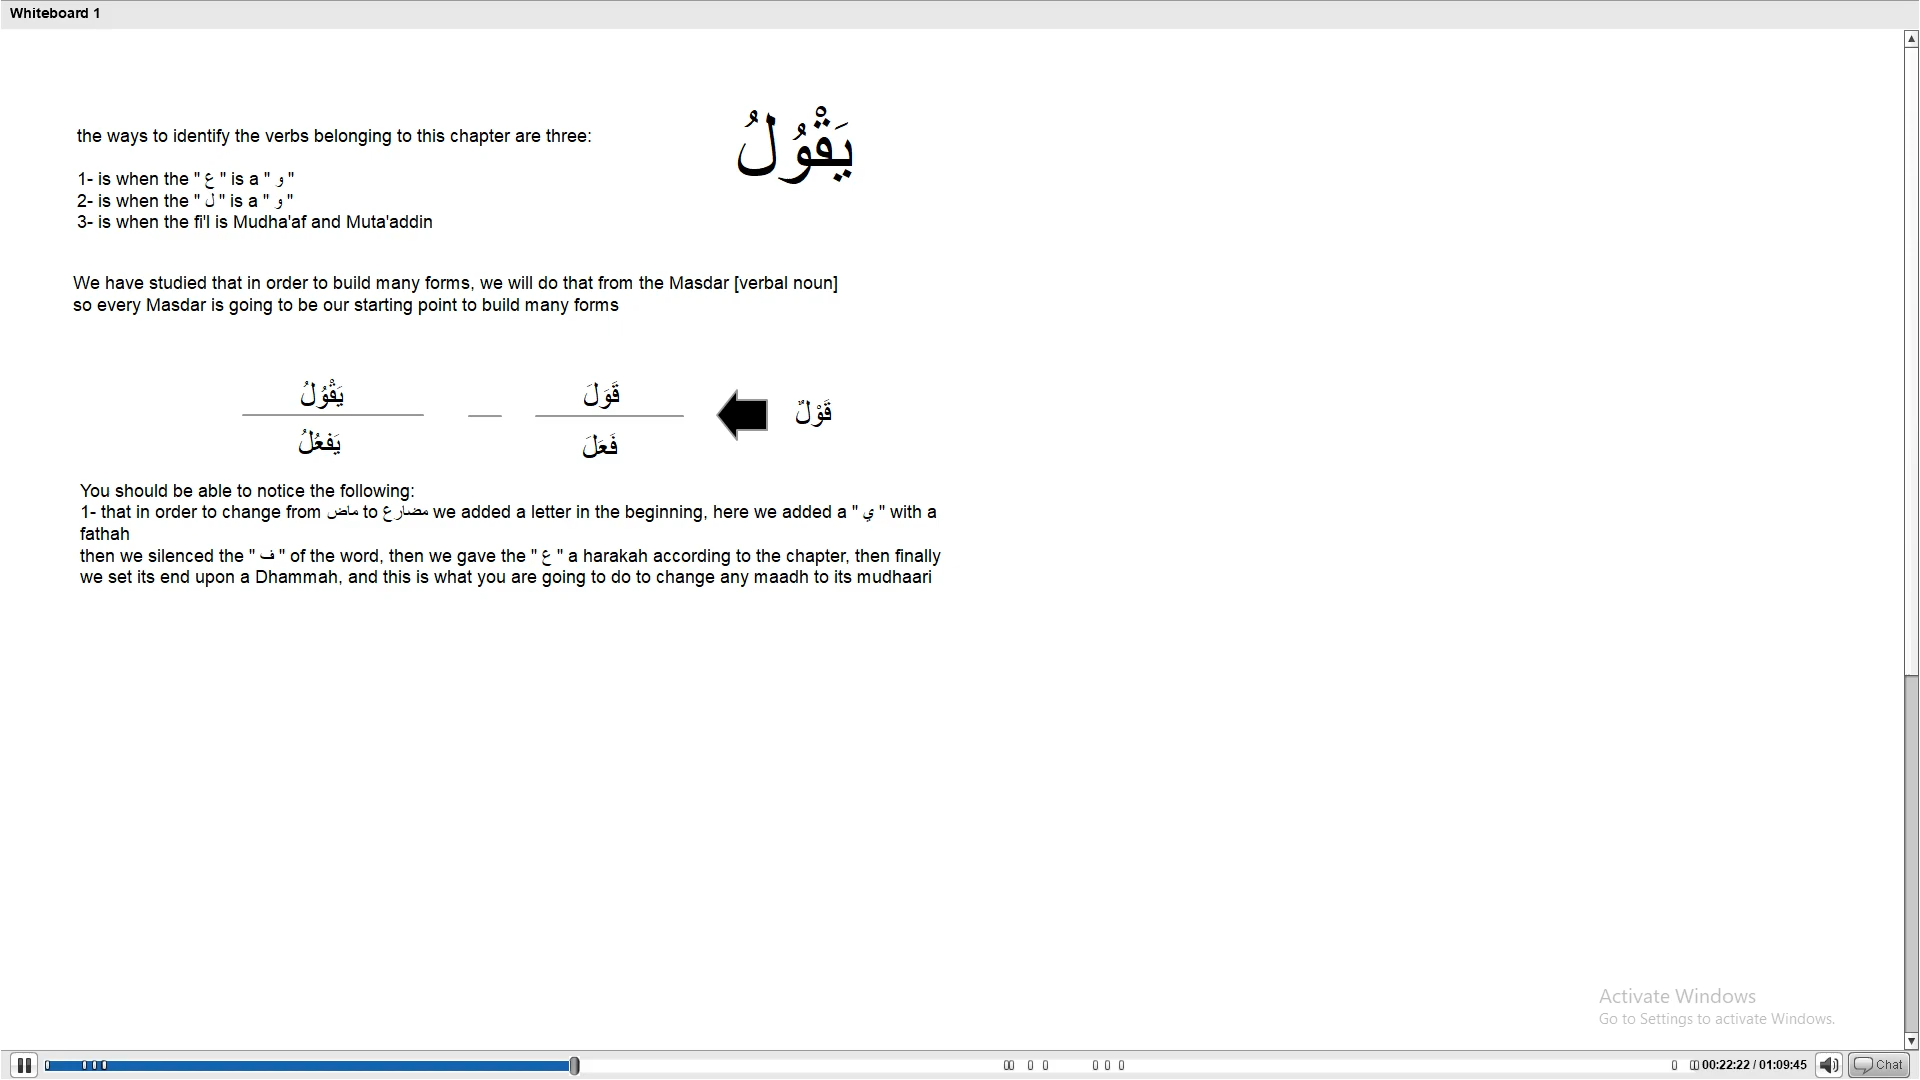 Whiteboard 1
the ways to identify the verbs belonging to this chapter are three:
يَقْوُلُ
1- is when the " ع " is a " و "
2- is when the " ل " is a " و "
3- is when the fi'l is Mudha'af and Muta'addin
We have studied that in order to build many forms, we will do that from the Masdar [verbal noun]
so every Masdar is going to be our starting point to build many forms
قَوْلٌ
قَوَلَ
فَعَلَ
يَقْوُلُ
يَفعُلُ
You should be able to notice the following:
1- that in order to change from ماض to مضارع we added a letter in the beginning, here we added a " ي " with a
fathah
then we silenced the " ف " of the word, then we gave the " ع " a harakah according to the chapter, then finally
we set its end upon a Dhammah, and this is what you are going to do to change any maadh to its mudhaari
Activate Windows
Go to Settings to activate Windows.
00:22:22 / 01:09:45
Chat